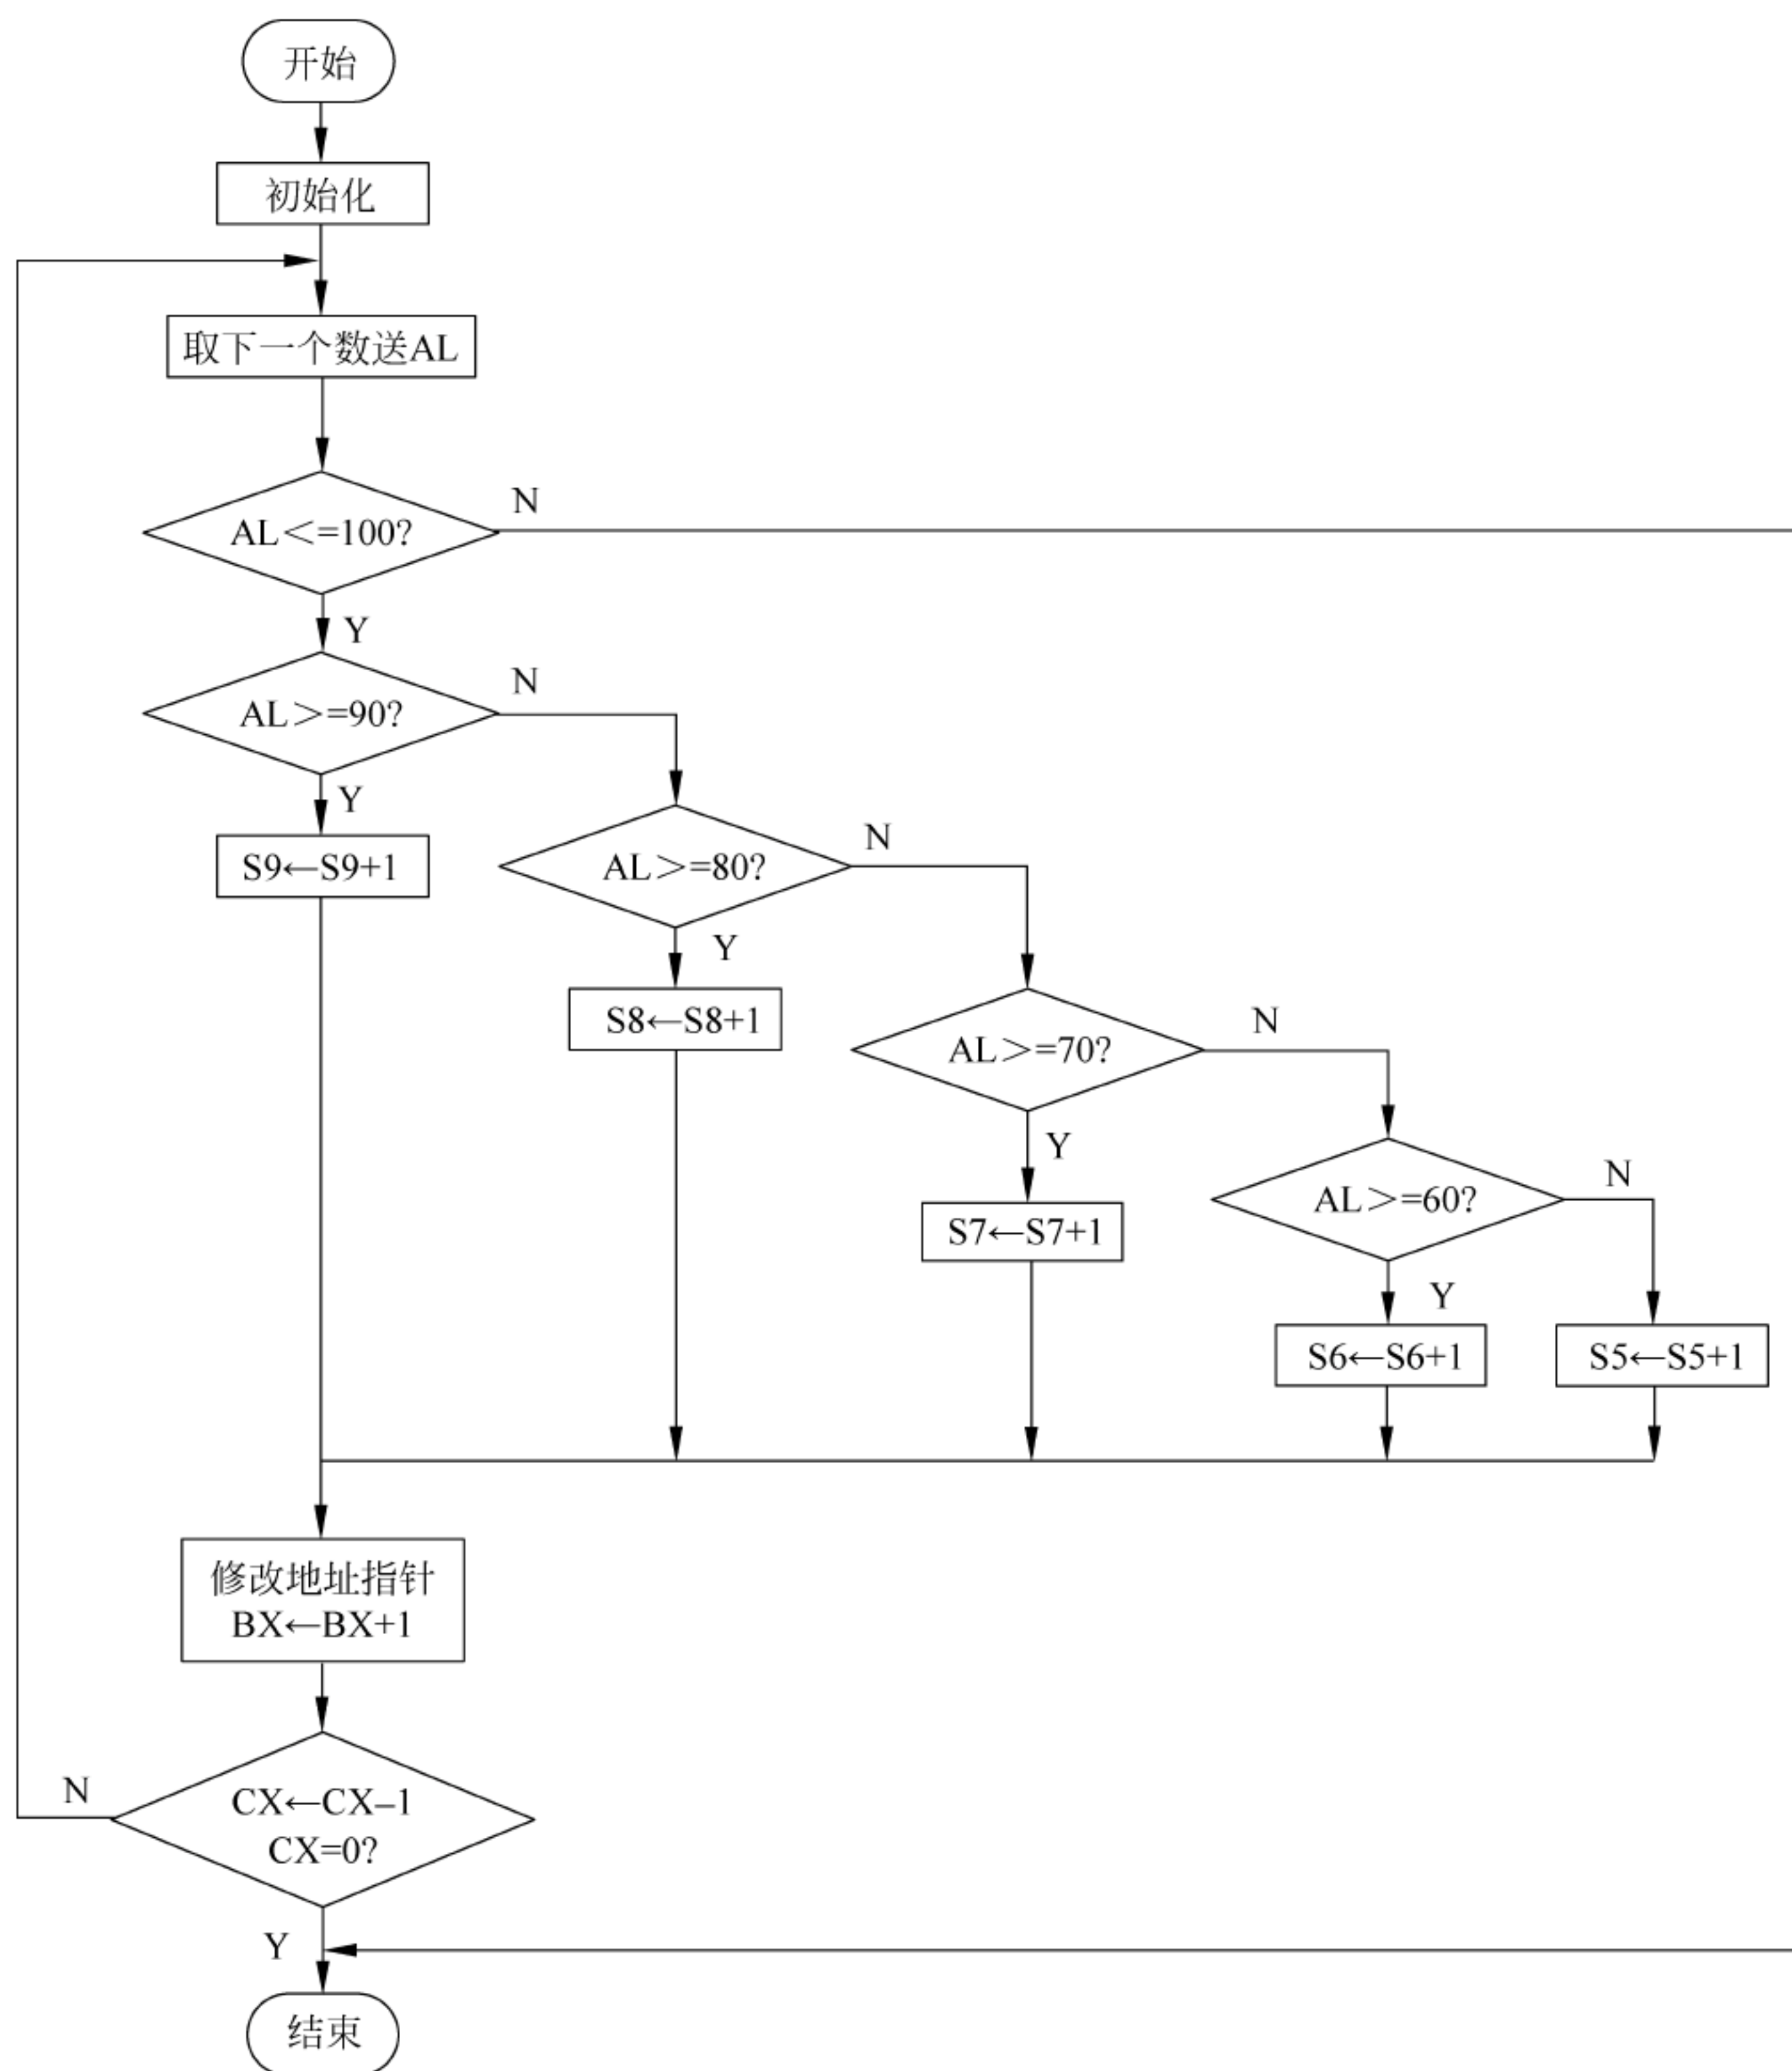 开始
初始化
取下一个数送AL
AL＜=100?
N
Y
AL＞=90?
N
Y
S9←S9+1
AL＞=80?
N
Y
S8←S8+1
AL＞=70?
N
Y
S7←S7+1
AL＞=60?
N
Y
S6←S6+1
S5←S5+1
修改地址指针
BX←BX+1
CX←CX–1
CX=0?
N
Y
结束